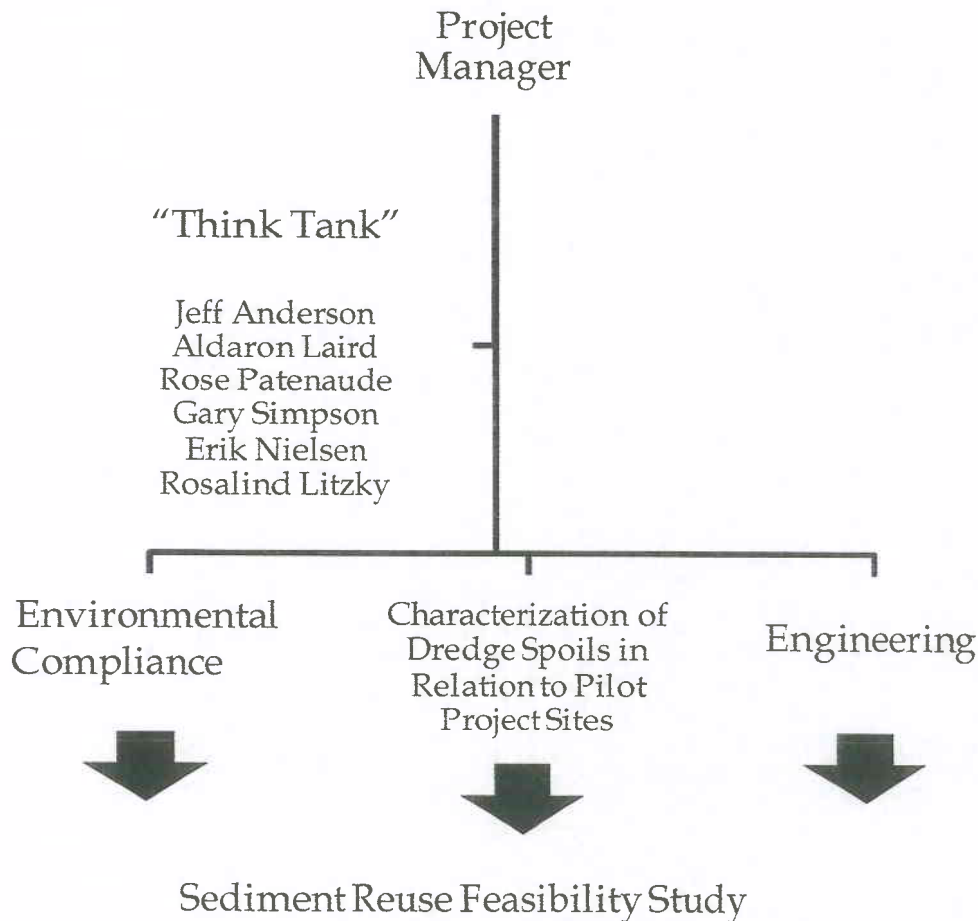 Project
Manager
“Think Tank”
Jeff Anderson
Aldaron Laird
Rose Patenaude
Gary Simpson
Erik Nielsen
Rosalind Litzky
Environmental
Compliance
Characterization of
Dredge Spoils in
Relation to Pilot
Project Sites
Engineering
Sediment Reuse Feasibility Study